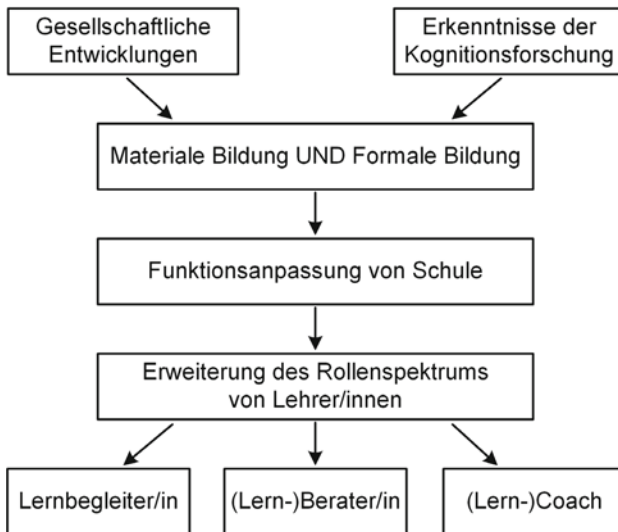 Gesellschaftliche
Entwicklungen
Erkenntnisse der
Kognitionsforschung
Materiale Bildung UND Formale Bildung
Funktionsanpassung von Schule
Erweiterung des Rollenspektrums
von Lehrer/innen
Lernbegleiter/in
(Lern-)Berater/in
(Lern-)Coach